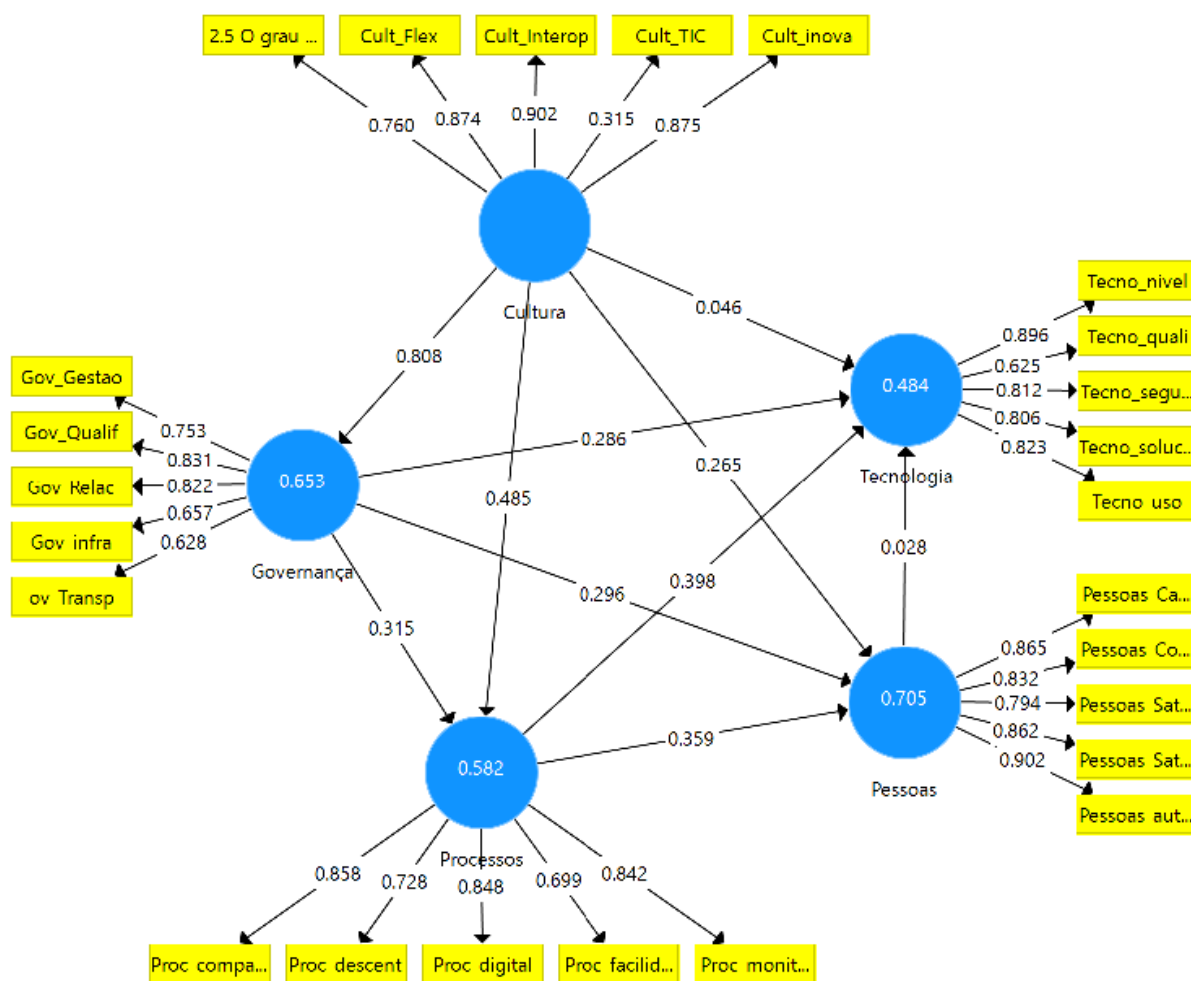 2.5 O grau ...
Cult_Flex
Cult_Interop
Cult_TIC
Cult_inova
0.760
0.874
0.902
0.315
0.875
Cultura
0.808
0.485
0.265
0.046
Gov_Gestao
Gov_Qualif
Gov Relac
Gov infra
ov Transp
0.753
0.831
0.822
0.657
0.628
0.653
Governança
0.286
0.296
0.315
0.484
Tecnologia
0.896
0.625
0.812
0.806
0.823
Tecno_nivel
Tecno_quali
Tecno_segu...
Tecno_soluc...
Tecno uso
0.028
0.398
0.359
0.705
Pessoas
0.865
0.832
0.794
0.862
0.902
Pessoas Ca...
Pessoas Co...
Pessoas Sat...
Pessoas Sat...
Pessoas aut...
0.582
Processos
0.858
0.728
0.848
0.699
0.842
Proc compa...
Proc descent
Proc digital
Proc facilid...
Proc monit...